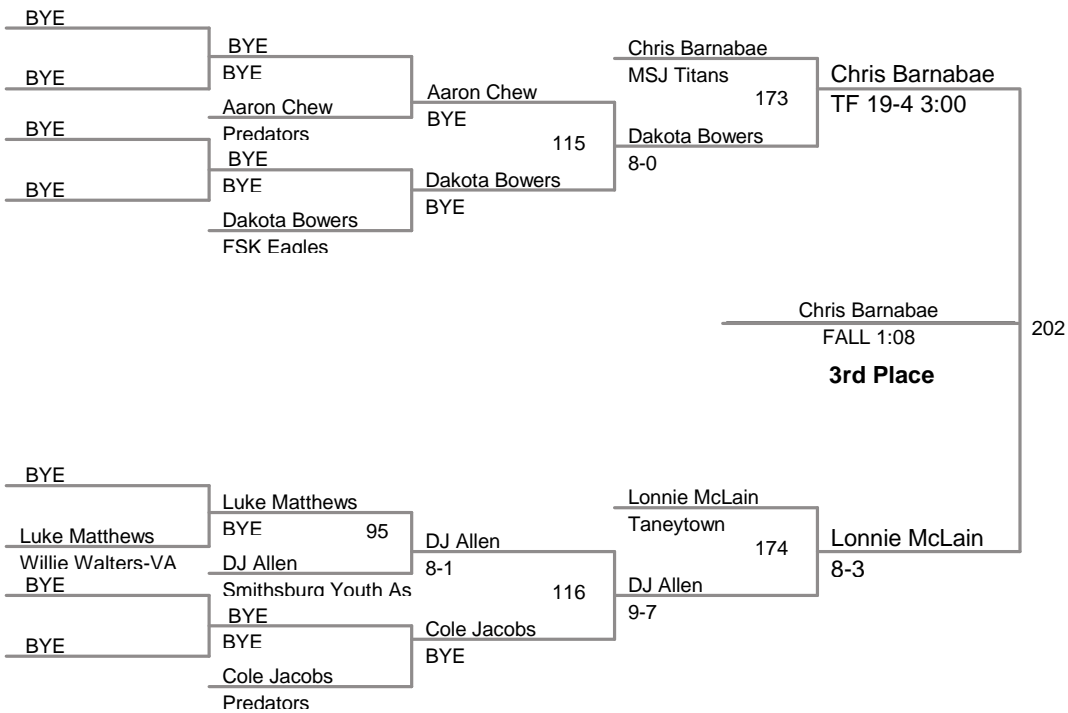 BYE
BYE
BYE
BYE
BYE
BYE
Aaron Chew
Predators
BYE
BYE
Dakota Bowers
FSK Eagles
Aaron Chew
BYE
115
Dakota Bowers
BYE
Chris Barnabae
MSJ Titans
173
Dakota Bowers
8-0
Chris Barnabae
TF 19-4 3:00
Chris Barnabae
FALL 1:08
3rd Place
202
BYE
Luke Matthews
Willie Walters-VA
BYE
BYE
Luke Matthews
BYE
95
DJ Allen
Smithsburg Youth As
BYE
BYE
Cole Jacobs
Predators
DJ Allen
8-1
116
Cole Jacobs
BYE
Lonnie McLain
Taneytown
174
DJ Allen
9-7
Lonnie McLain
8-3